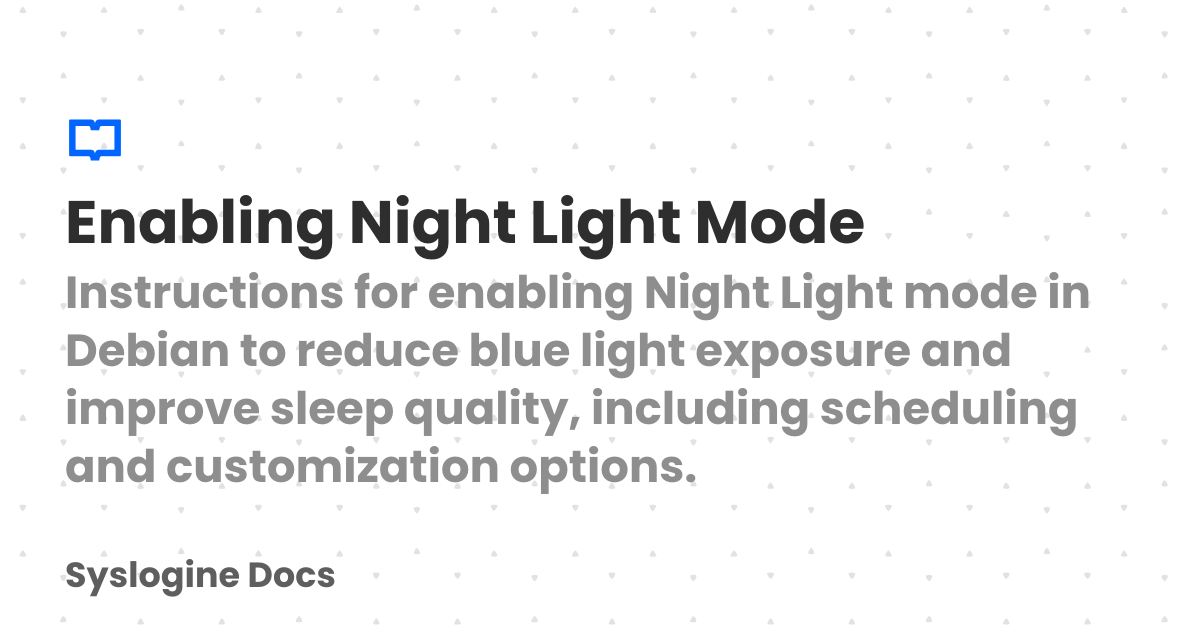 Enabling Night Light Mode
Instructions for enabling Night Light mode in
Debian to reduce blue light exposure and
improve sleep quality, including scheduling
and customization options.
Syslogine Docs